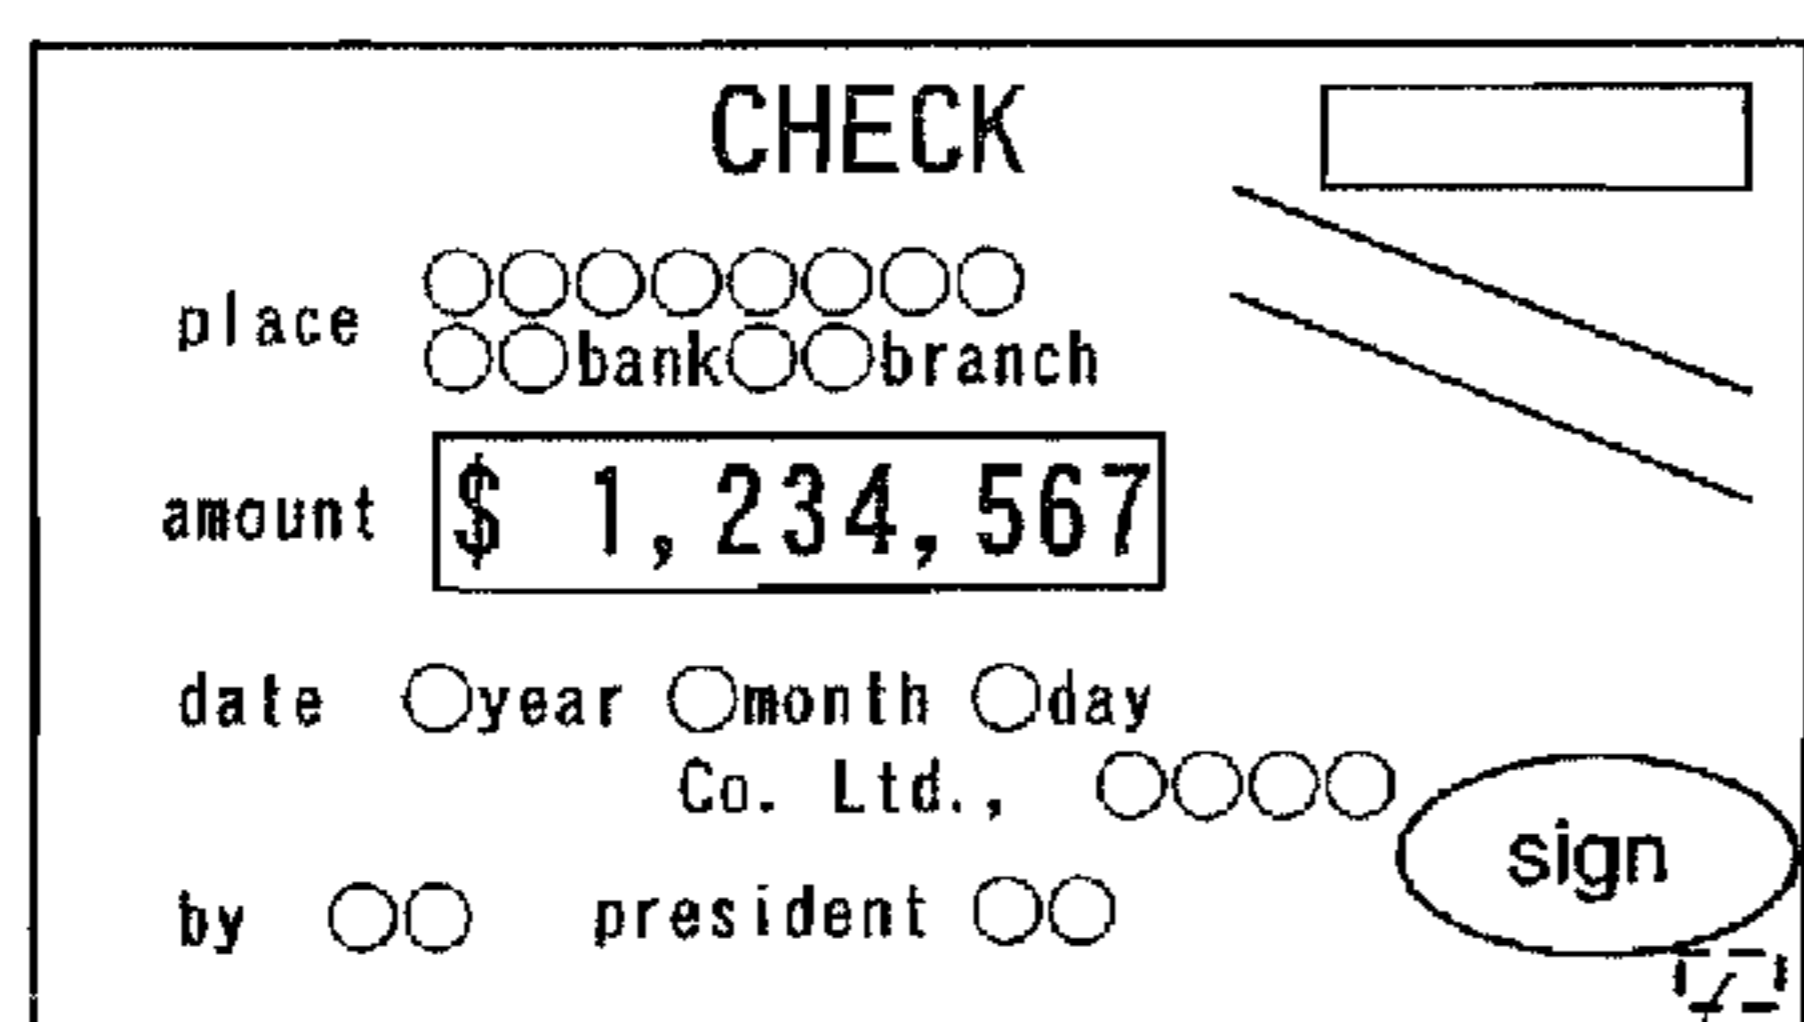 CHECK
place ○○○○○○○○
○○bank○○branch
amount $ 1,234,567
date ○year ○month ○day
Co. Ltd., ○○○○
sign
by ○○ president ○○